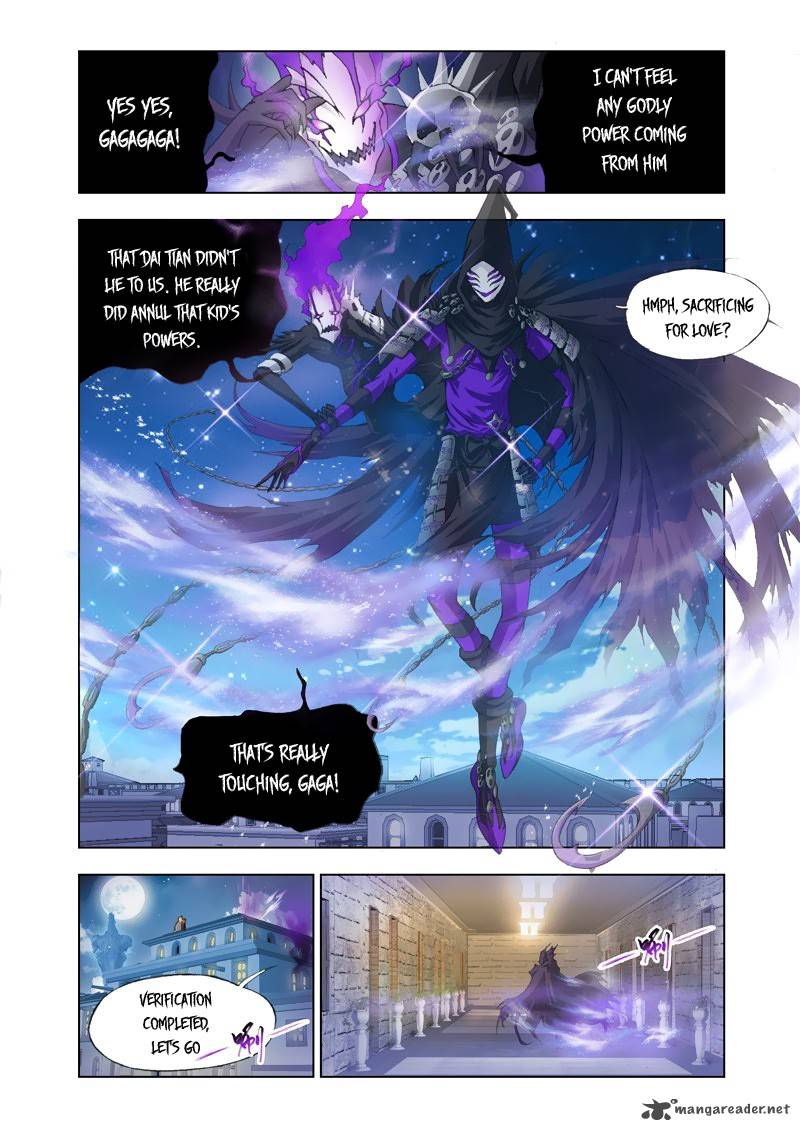 YES YES,
GAGAGAGA!
I CAN'T FEEL
ANY GODLY
POWER COMING
FROM HIM
THAT DAI TIAN DIDN'T
LIE TO US. HE REALLY
DID ANNUL THAT KID'S
POWERS.
HMPH, SACRIFICING
FOR LOVE?
THAT'S REALLY
TOUCHING, GAGA!
VERIFICATION
COMPLETED,
LET'S GO
mangareader.net